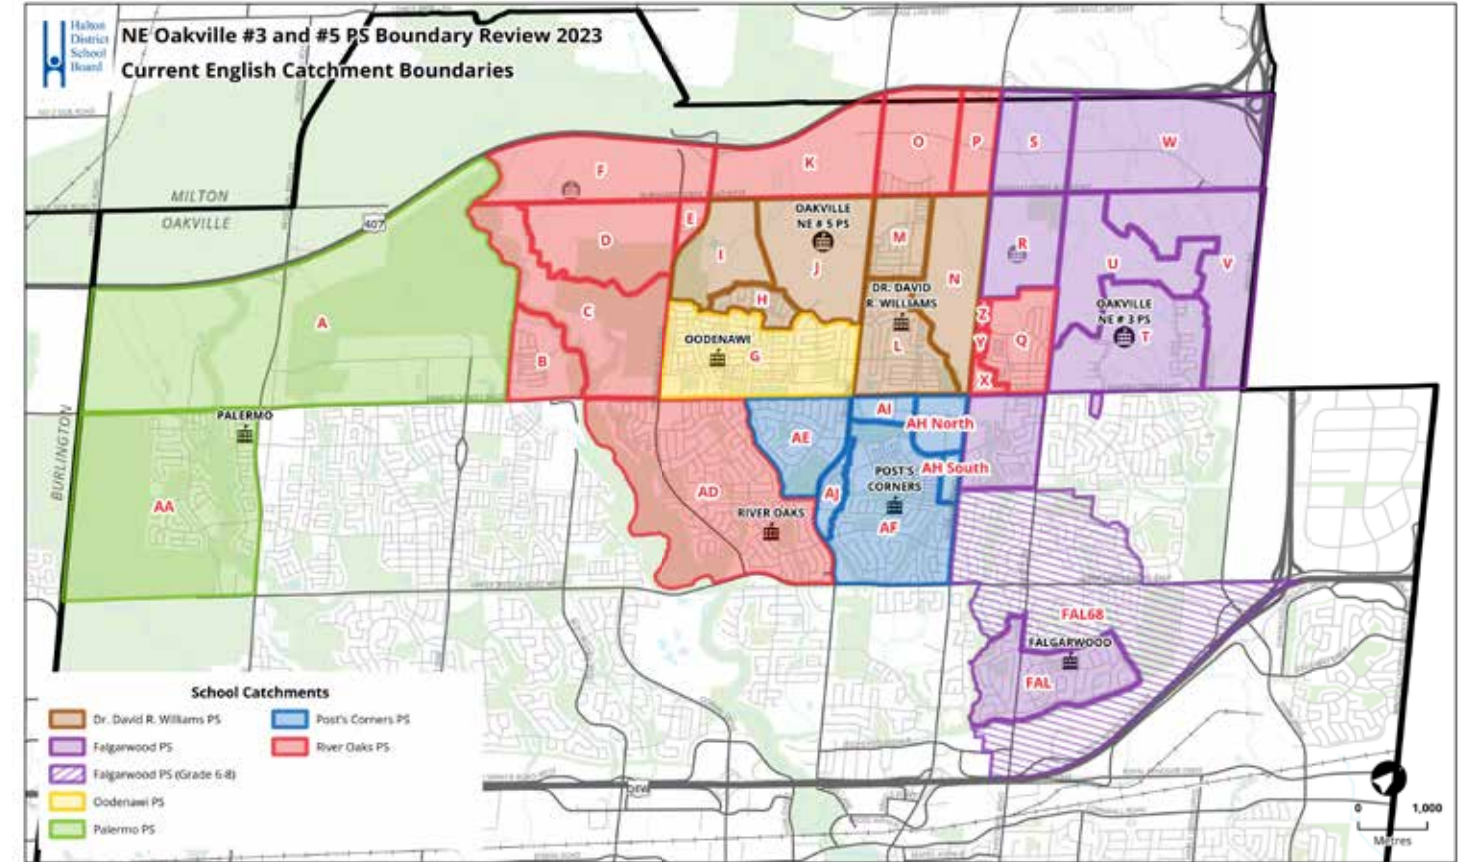 Halton
District
School
Board
NE Oakville #3 and #5 PS Boundary Review 2023
Current English Catchment Boundaries
MILTON
OAKVILLE
407
BURLINGTON
F
K
O
P
S
W
E
D
I
J
OAKVILLE
NE # 5 PS
M
N
R
U
V
H
C
A
B
OODENAWI
G
DR. DAVID
R. WILLIAMS
L
Z
Y
X
Q
OAKVILLE
NE # 3 PS
T
PALERMO
AA
AD
RIVER OAKS
AE
AI
AH North
AH South
AJ
POST'S
CORNERS
AF
FAL68
FALGARWOOD
FAL
School Catchments
Dr. David R. Williams PS
Falgarwood PS
Falgarwood PS (Grade 6-8)
Oodenawi PS
Palermo PS
Post's Corners PS
River Oaks PS
QEW
0 1,000
Metres